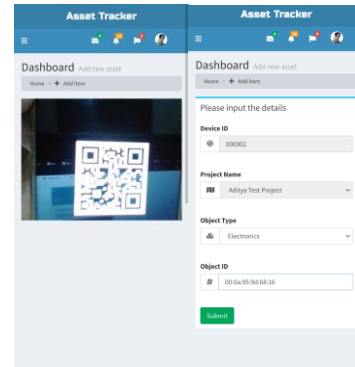 Asset Tracker
Dashboard Add new asset
Home > + Add Item
Asset Tracker
Dashboard Add new asset
Home > + Add Item
Please input the details
Device ID
000002
Project Name
Aditya Test Project
Object Type
Electronics
Object ID
# 00:0a:95:9d:68:16
Submit